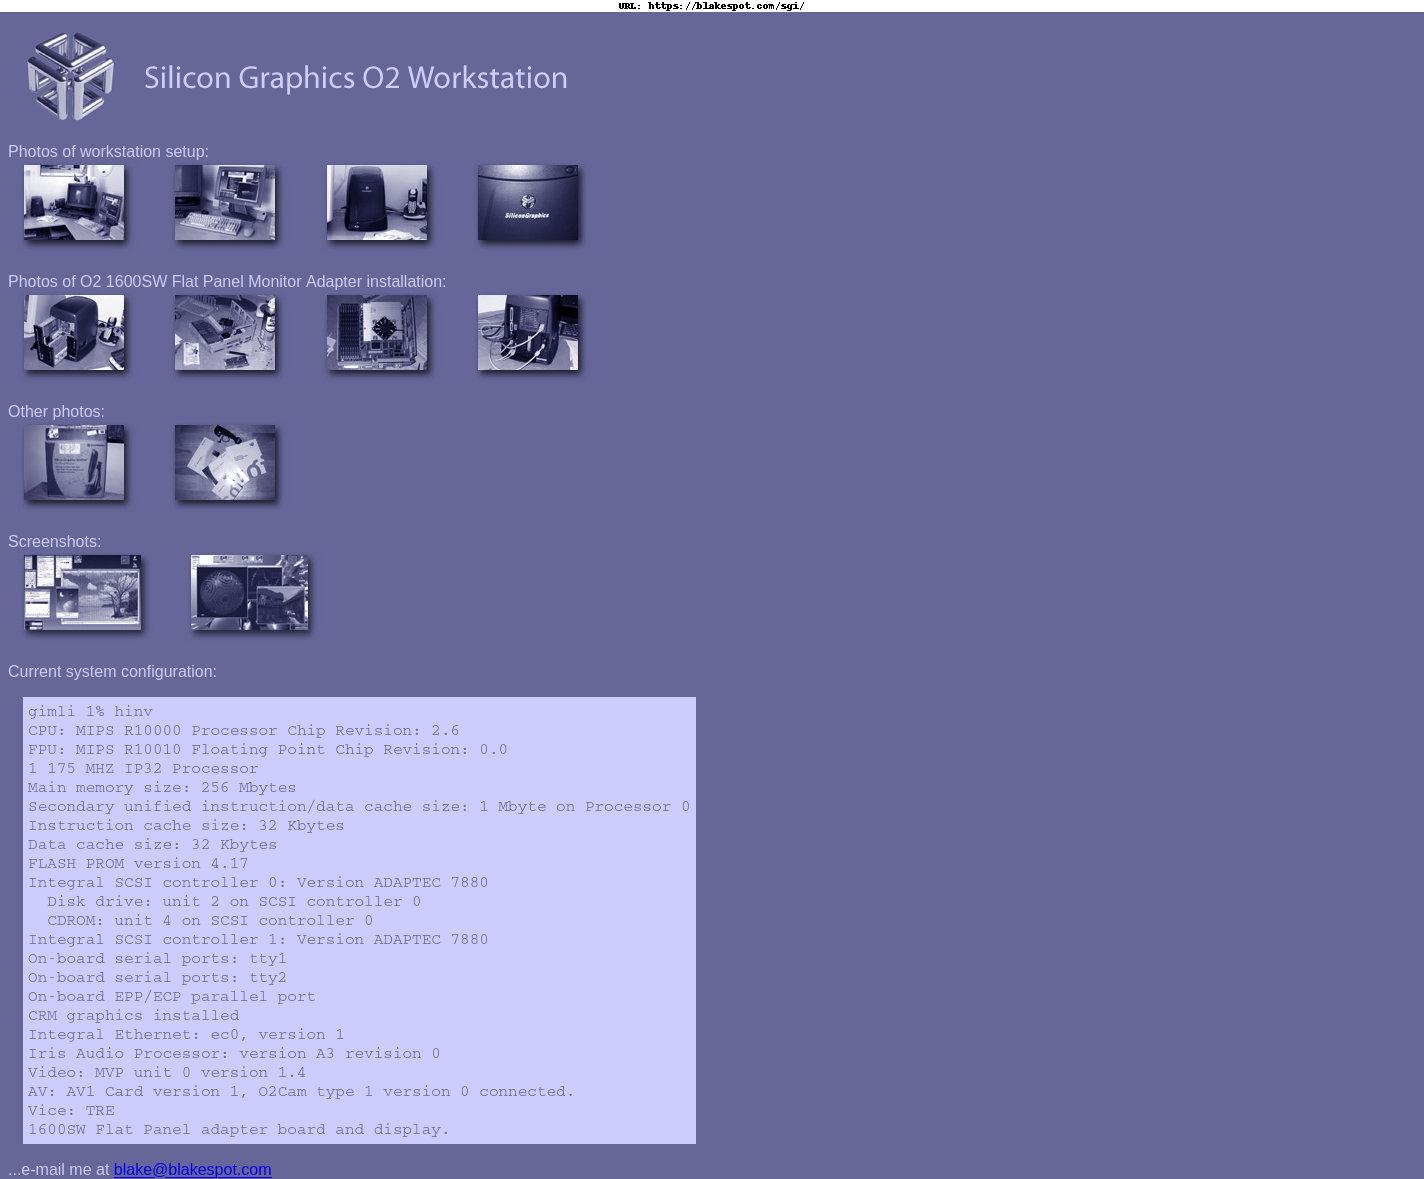 URL: https://blakespot.com/sgi/
Silicon Graphics O2 Workstation
Photos of workstation setup:
SiliconGraphics
Photos of O2 1600SW Flat Panel Monitor Adapter installation:
Other photos:
Screenshots:
Current system configuration:
gimli 1% hinv
CPU: MIPS R10000 Processor Chip Revision: 2.6
FPU: MIPS R10010 Floating Point Chip Revision: 0.0
1 175 MHZ IP32 Processor
Main memory size: 256 Mbytes
Secondary unified instruction/data cache size: 1 Mbyte on Processor 0
Instruction cache size: 32 Kbytes
Data cache size: 32 Kbytes
FLASH PROM version 4.17
Integral SCSI controller 0: Version ADAPTEC 7880
  Disk drive: unit 2 on SCSI controller 0
  CDROM: unit 4 on SCSI controller 0
Integral SCSI controller 1: Version ADAPTEC 7880
On-board serial ports: tty1
On-board serial ports: tty2
On-board EPP/ECP parallel port
CRM graphics installed
Integral Ethernet: ec0, version 1
Iris Audio Processor: version A3 revision 0
Video: MVP unit 0 version 1.4
AV: AV1 Card version 1, O2Cam type 1 version 0 connected.
Vice: TRE
1600SW Flat Panel adapter board and display.
...e-mail me at blake@blakespot.com